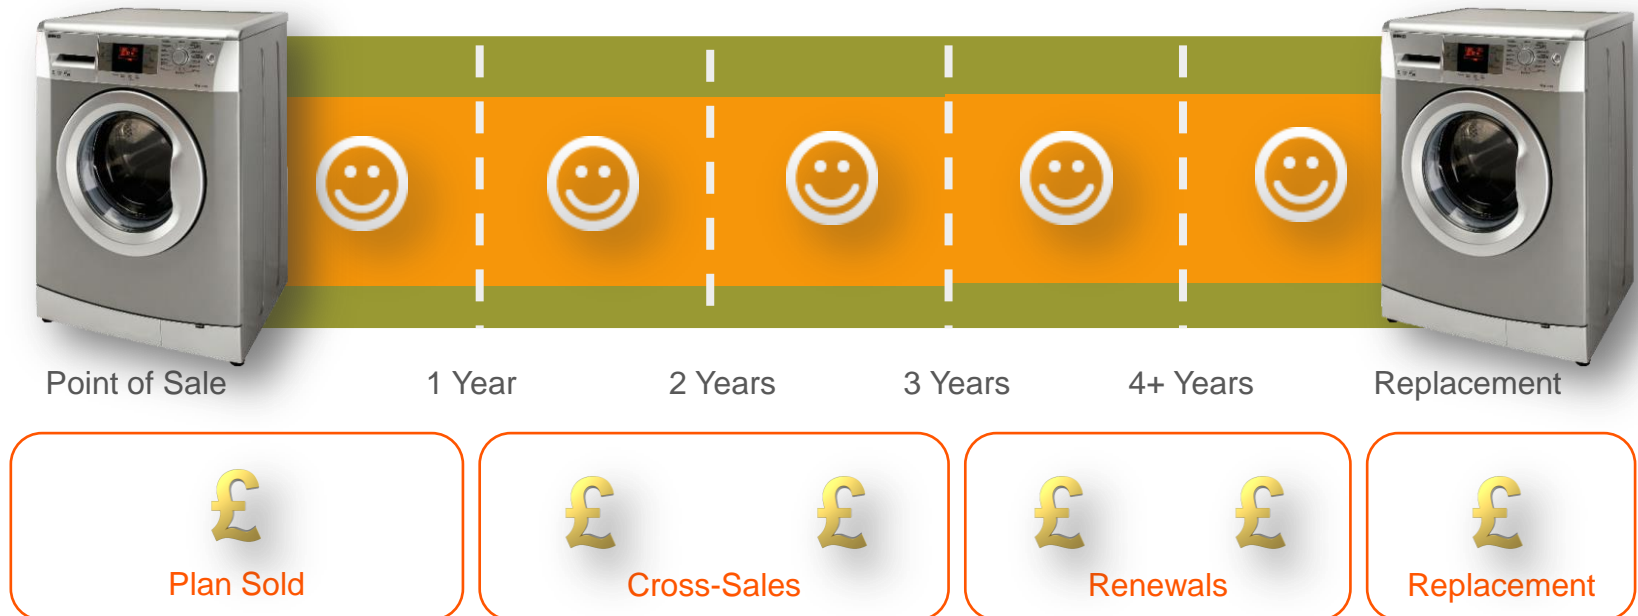 Point of Sale
1 Year
2 Years
3 Years
4+ Years
Replacement
£
£ £
£ £
£
Plan Sold
Cross-Sales
Renewals
Replacement